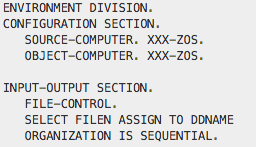 ENVIRONMENT DIVISION.
CONFIGURATION SECTION.
SOURCE-COMPUTER. XXX-ZOS.
OBJECT-COMPUTER. XXX-ZOS.
INPUT-OUTPUT SECTION.
FILE-CONTROL.
SELECT FILEN ASSIGN TO DDNAME
ORGANIZATION IS SEQUENTIAL.